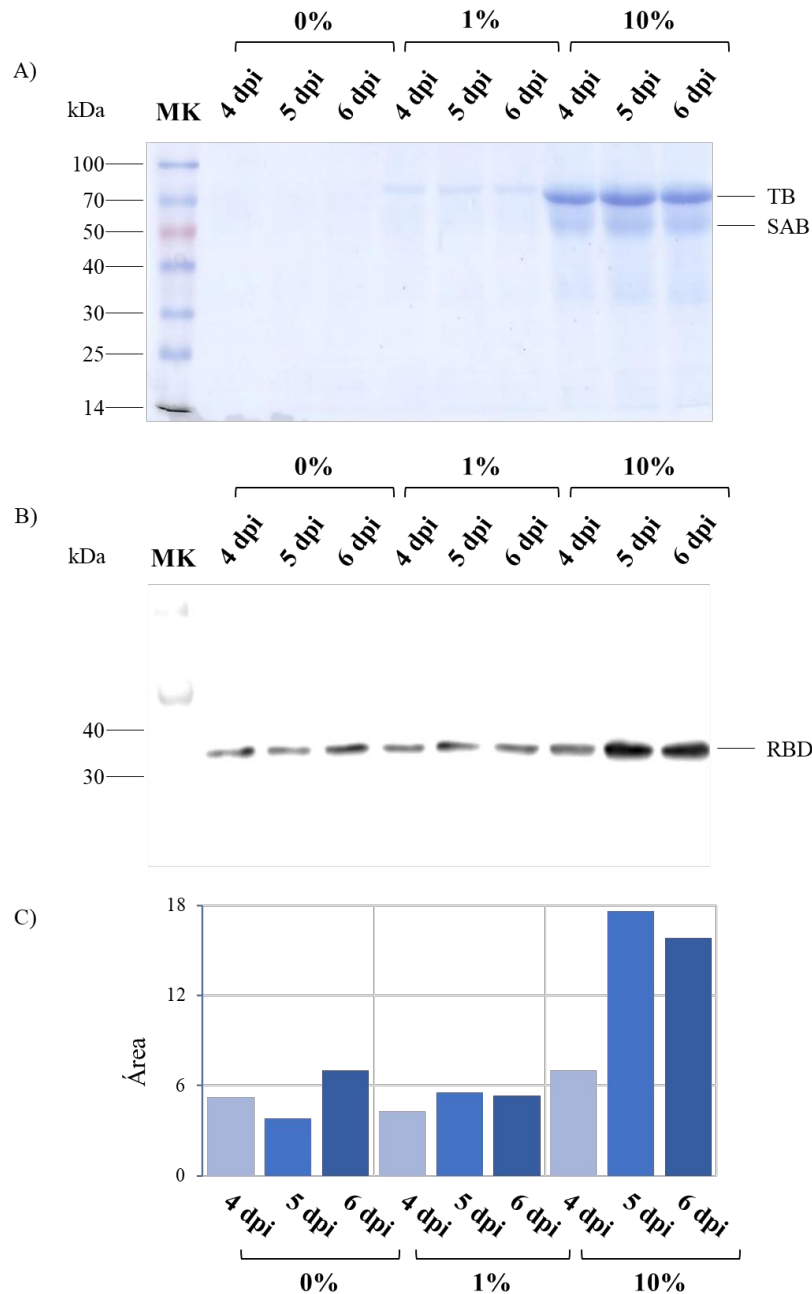 0% 1% 10%
A)
kDa MK 4 dpi 5 dpi 6 dpi 4 dpi 5 dpi 6 dpi 4 dpi 5 dpi 6 dpi
100
70 TB
50 SAB
40
30
25
14
0% 1% 10%
B)
kDa MK 4 dpi 5 dpi 6 dpi 4 dpi 5 dpi 6 dpi 4 dpi 5 dpi 6 dpi
40
RBD
30
C)
18
12
Área
6
0
4 dpi 5 dpi 6 dpi 4 dpi 5 dpi 6 dpi 4 dpi 5 dpi 6 dpi
0% 1% 10%